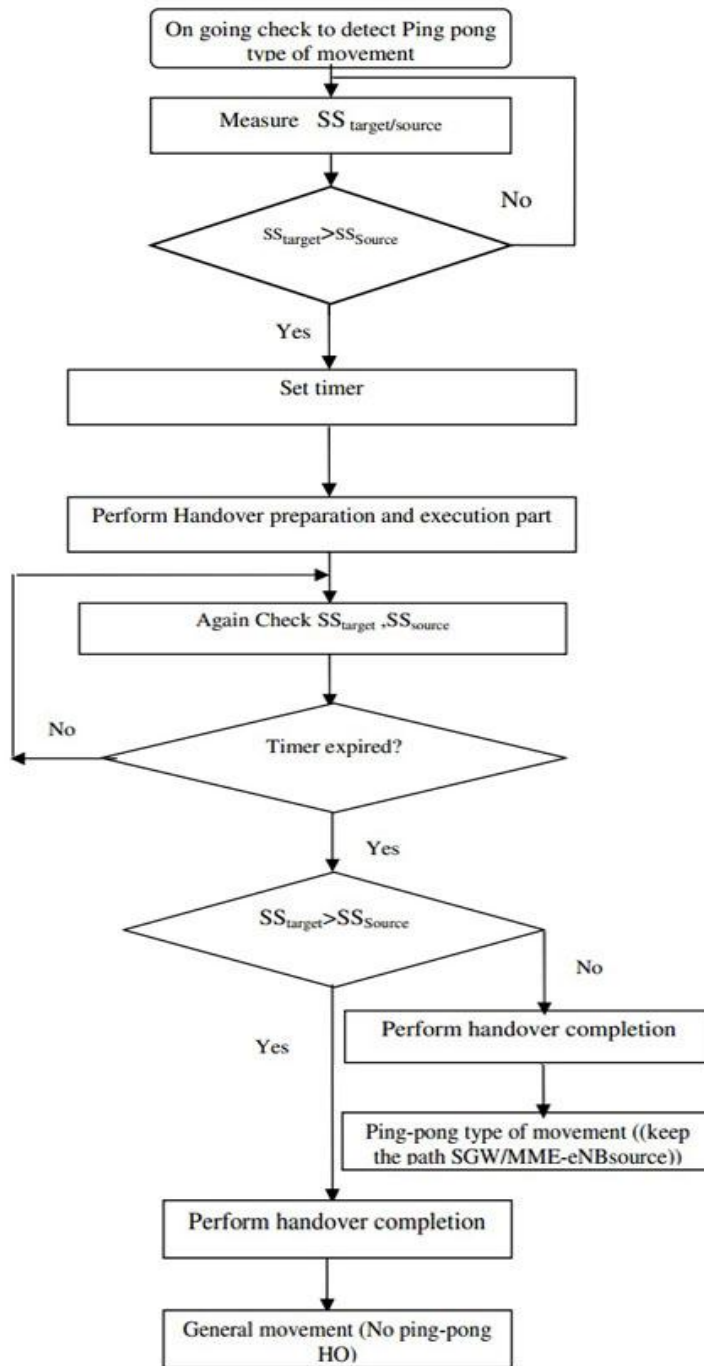 On going check to detect Ping pong
type of movement
Measure SS target/source
No
SStarget>SSSource
Yes
Set timer
Perform Handover preparation and execution part
Again Check SStarget ,SSsource
No
Timer expired?
Yes
SStarget>SSSource
No
Perform handover completion
Yes
Ping-pong type of movement ((keep
the path SGW/MME-eNBsource))
Perform handover completion
General movement (No ping-pong
HO)